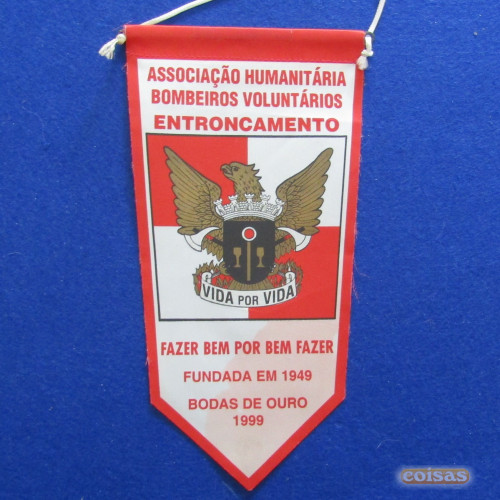 ASSOCIAÇÃO HUMANITÁRIA
BOMBEIROS VOLUNTÁRIOS
ENTRONCAMENTO
VIDA POR VIDA
FAZER BEM POR BEM FAZER
FUNDADA EM 1949
BODAS DE OURO
1999
coisas